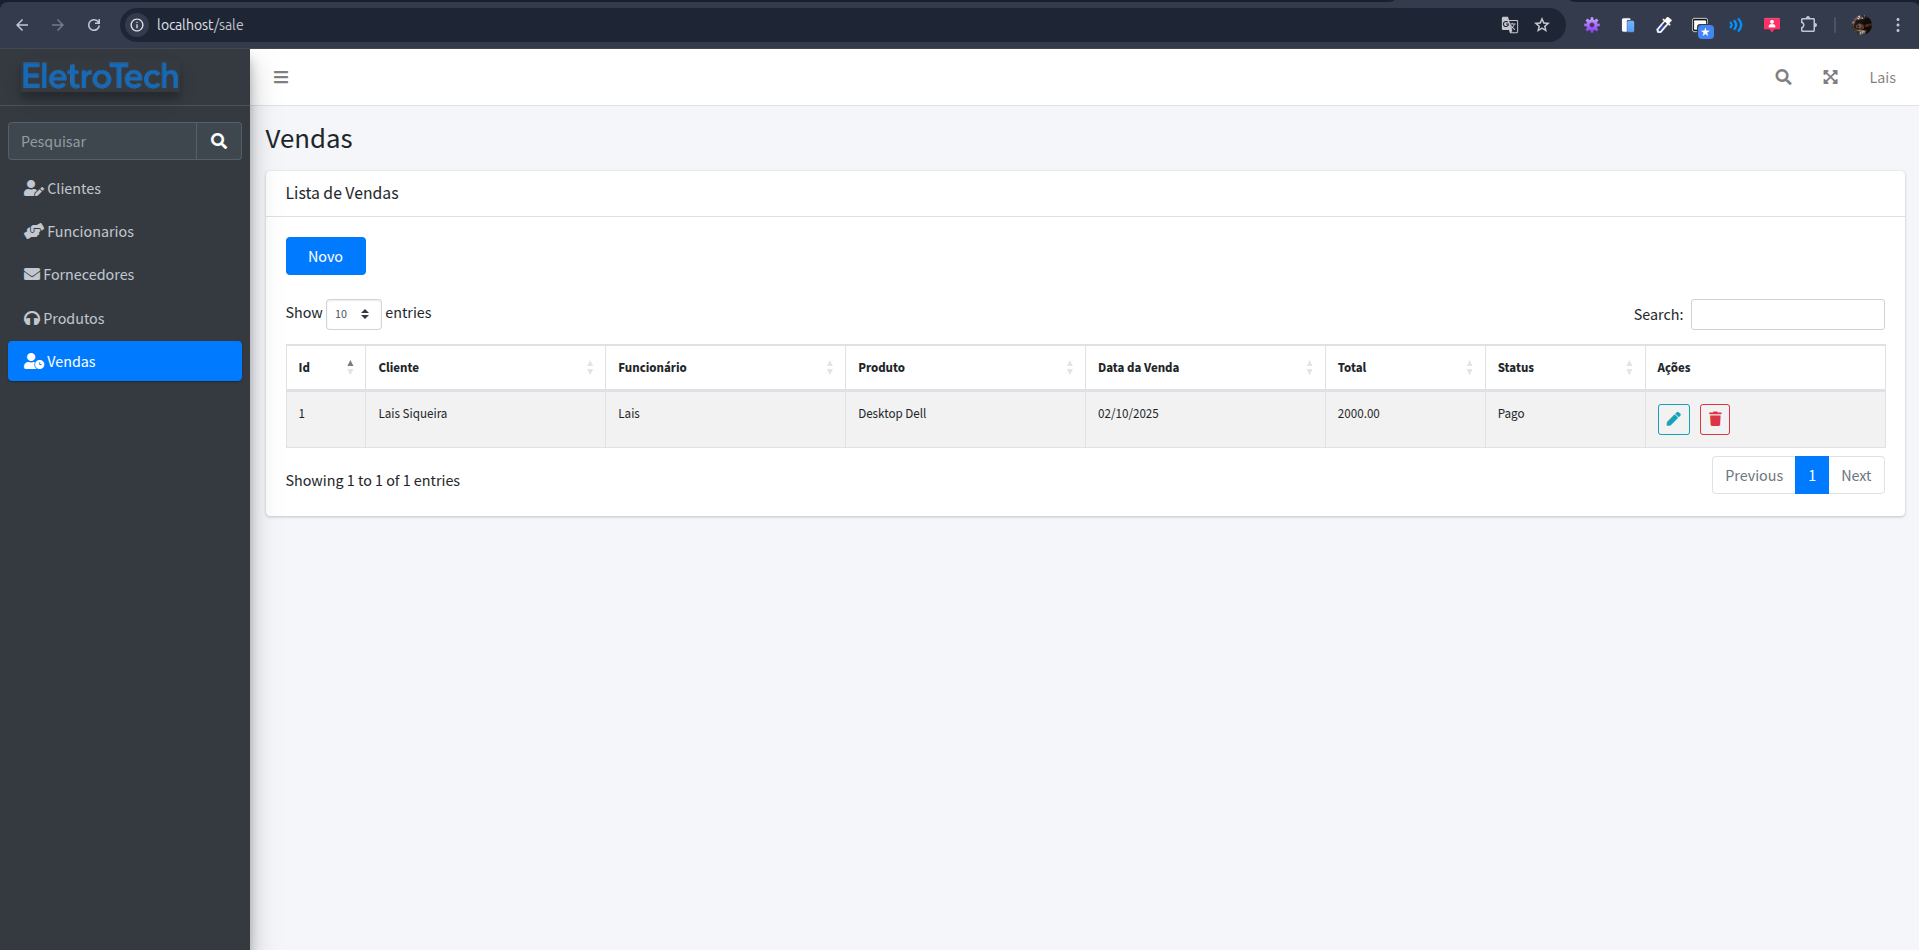 localhost/sale
EletroTech
Lais
Pesquisar
Clientes
Funcionarios
Fornecedores
Produtos
Vendas
Vendas
Lista de Vendas
Novo
Show 10 entries
Search:
Id Cliente Funcionário Produto Data da Venda Total Status Ações
1 Lais Siqueira Lais Desktop Dell 02/10/2025 2000.00 Pago
Showing 1 to 1 of 1 entries
Previous 1 Next